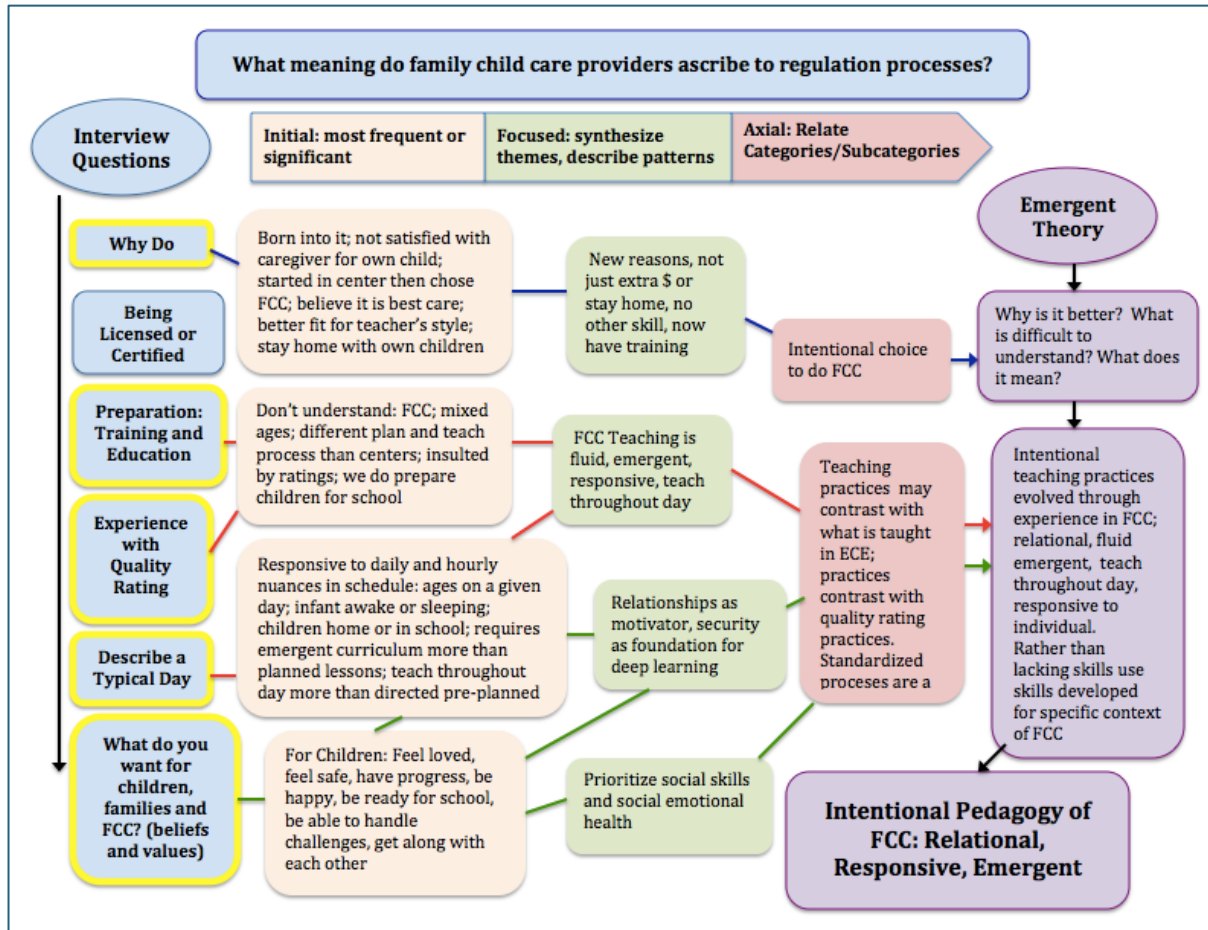 What meaning do family child care providers ascribe to regulation processes?
Interview
Questions
Initial: most frequent or
significant
Focused: synthesize
themes, describe patterns
Axial: Relate
Categories/Subcategories
Emergent
Theory
Why Do
Born into it; not satisfied with
caregiver for own child;
started in center then chose
FCC; believe it is best care;
better fit for teacher’s style;
stay home with own children
New reasons, not
just extra $ or
stay home, no
other skill, now
have training
Intentional choice
to do FCC
Why is it better?  What
is difficult to
understand? What does
it mean?
Being
Licensed or
Certified
Preparation:
Training and
Education
Don’t understand: FCC; mixed
ages; different plan and teach
process than centers; insulted
by ratings; we do prepare
children for school
FCC Teaching is
fluid, emergent,
responsive, teach
throughout day
Teaching
practices  may
contrast with
what is taught
in ECE;
practices
contrast with
quality rating
practices.
Standardized
proceses are a
Intentional
teaching practices
evolved through
experience in FCC;
relational, fluid
emergent,  teach
throughout day,
responsive to
individual.
Rather than
lacking skills use
skills developed
for specific context
of FCC
Experience
with
Quality
Rating
Responsive to daily and hourly
nuances in schedule: ages on a
given day; infant awake or sleeping;
children home or in school; requires
emergent curriculum more than
planned lessons; teach throughout
day more than directed pre-planned
Relationships as
motivator, security
as foundation for
deep learning
Describe a
Typical Day
What do you
want for
children,
families and
FCC? (beliefs
and values)
For Children: Feel loved,
feel safe, have progress, be
happy, be ready for school,
be able to handle
challenges, get along with
each other
Prioritize social skills
and social emotional
health
Intentional Pedagogy of
FCC: Relational,
Responsive, Emergent